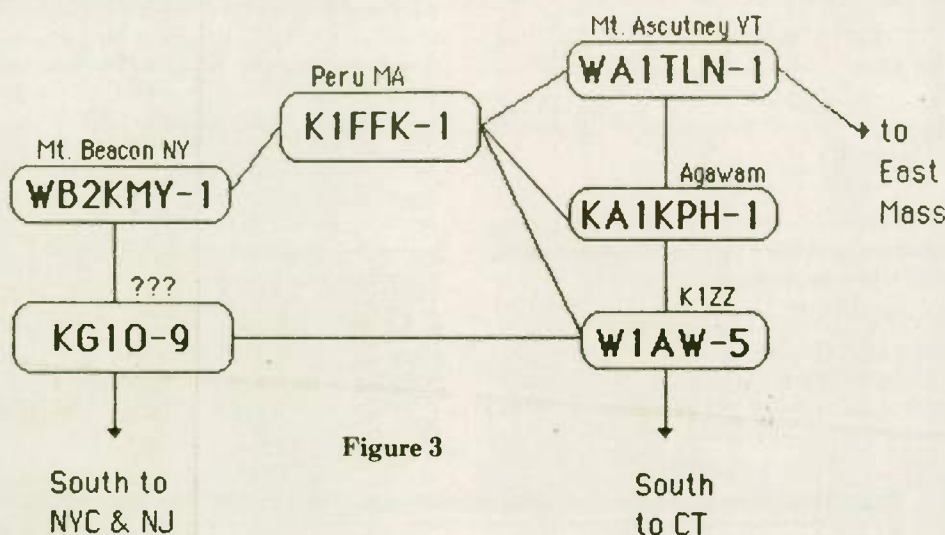 Mt. Ascutney VT
WA1TLN-1
Peru MA
K1FFK-1
to
East
Mass
Mt. Beacon NY
WB2KMY-1
Agawam
KA1KPH-1
???
KG1O-9
K1ZZ
W1AW-5
Figure 3
South to
NYC & NJ
South
to CT